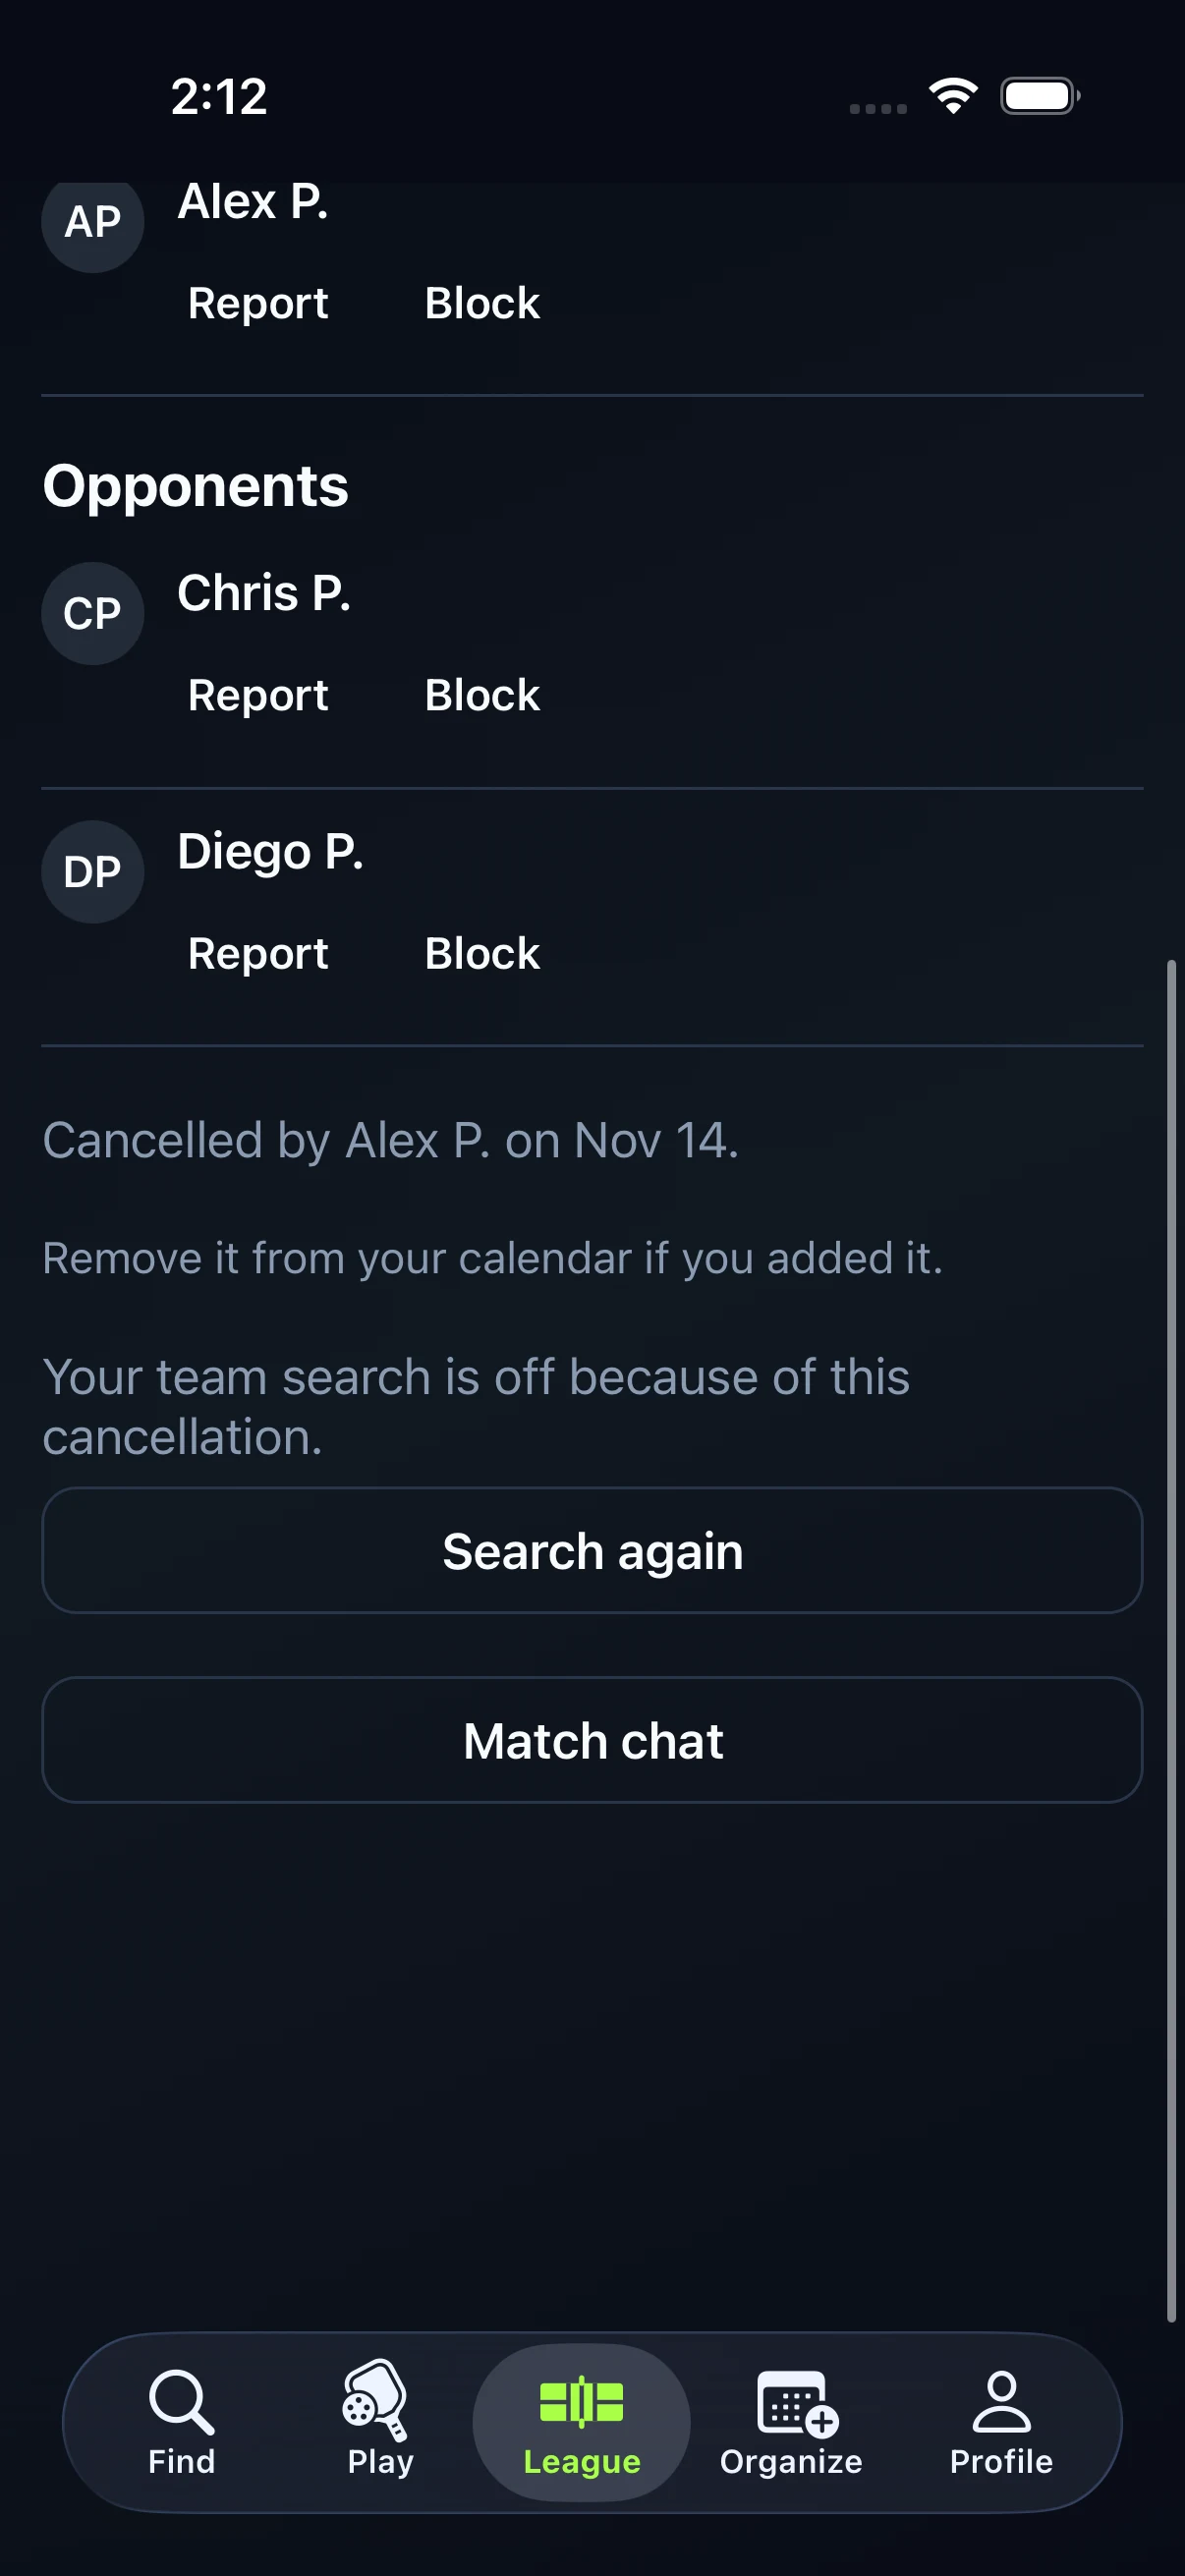 2:12
AP
Alex P.
Report Block
Opponents
CP
Chris P.
Report Block
DP
Diego P.
Report Block
Cancelled by Alex P. on Nov 14.
Remove it from your calendar if you added it.
Your team search is off because of this
cancellation.
Search again
Match chat
Find Play League Organize Profile